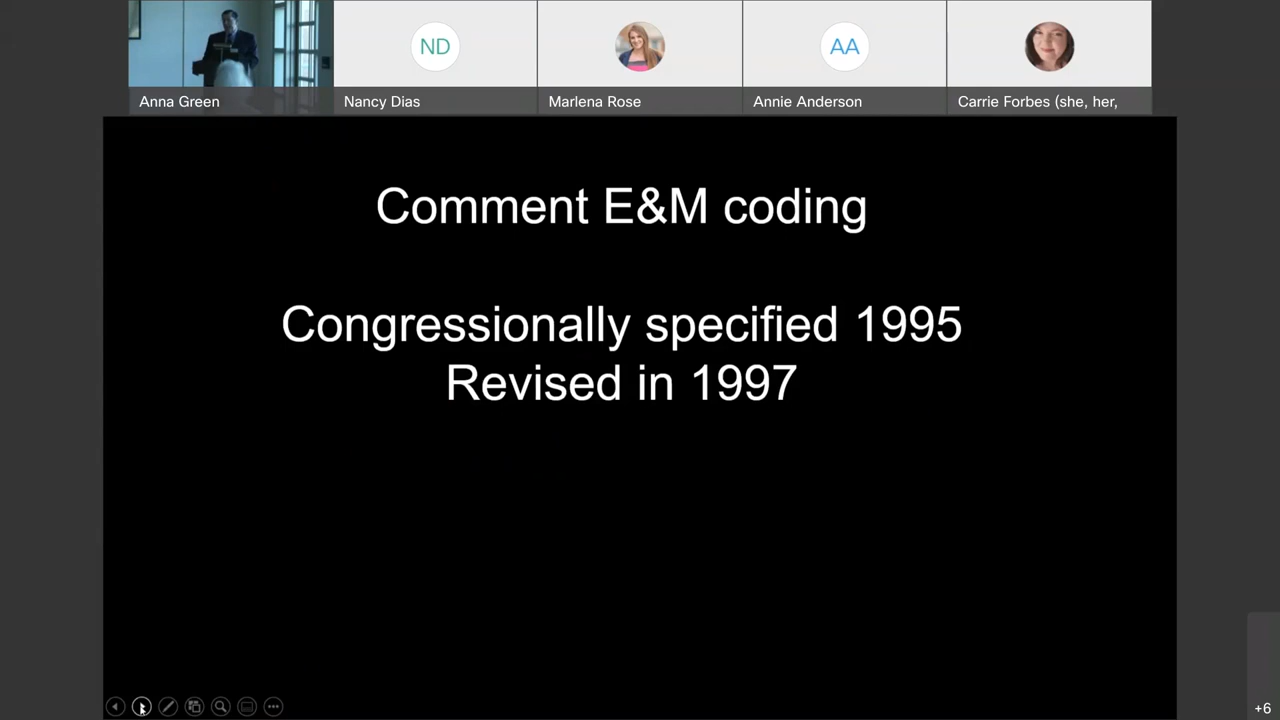 Anna Green
ND
Nancy Dias
Marlena Rose
AA
Annie Anderson
Carrie Forbes (she, her,
Comment E&M coding
Congressionally specified 1995
Revised in 1997
+6